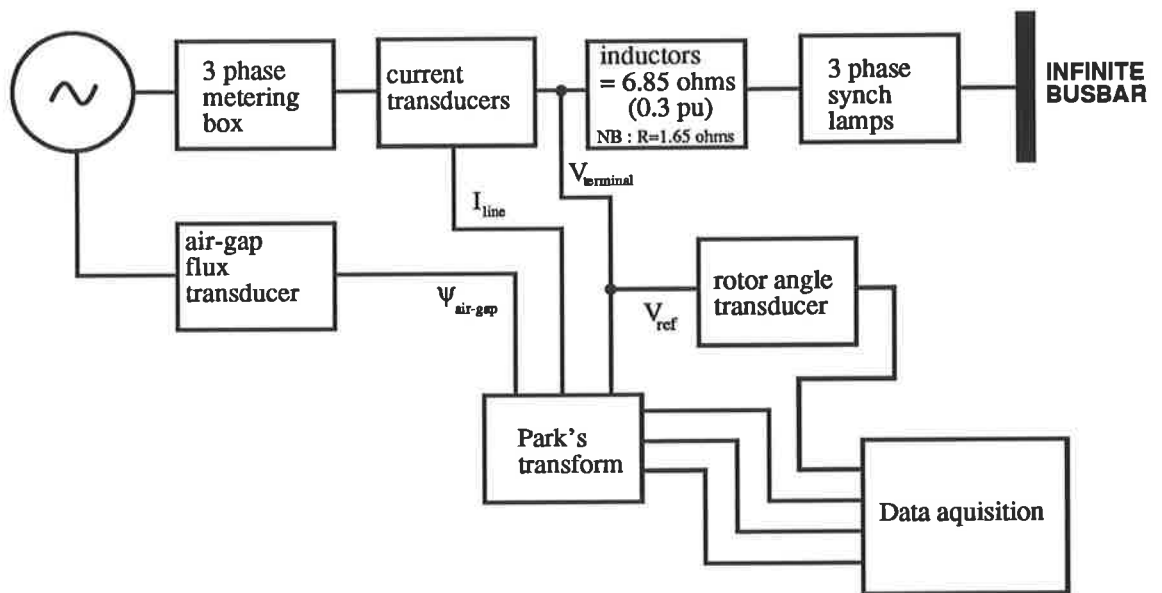 3 phase
metering
box
current
transducers
inductors
= 6.85 ohms
(0.3 pu)
NB : R=1.65 ohms
3 phase
synch
lamps
INFINITE
BUSBAR
V terminal
I line
air-gap
flux
transducer
Ψ air-gap
V ref
rotor angle
transducer
Park's
transform
Data aquisition